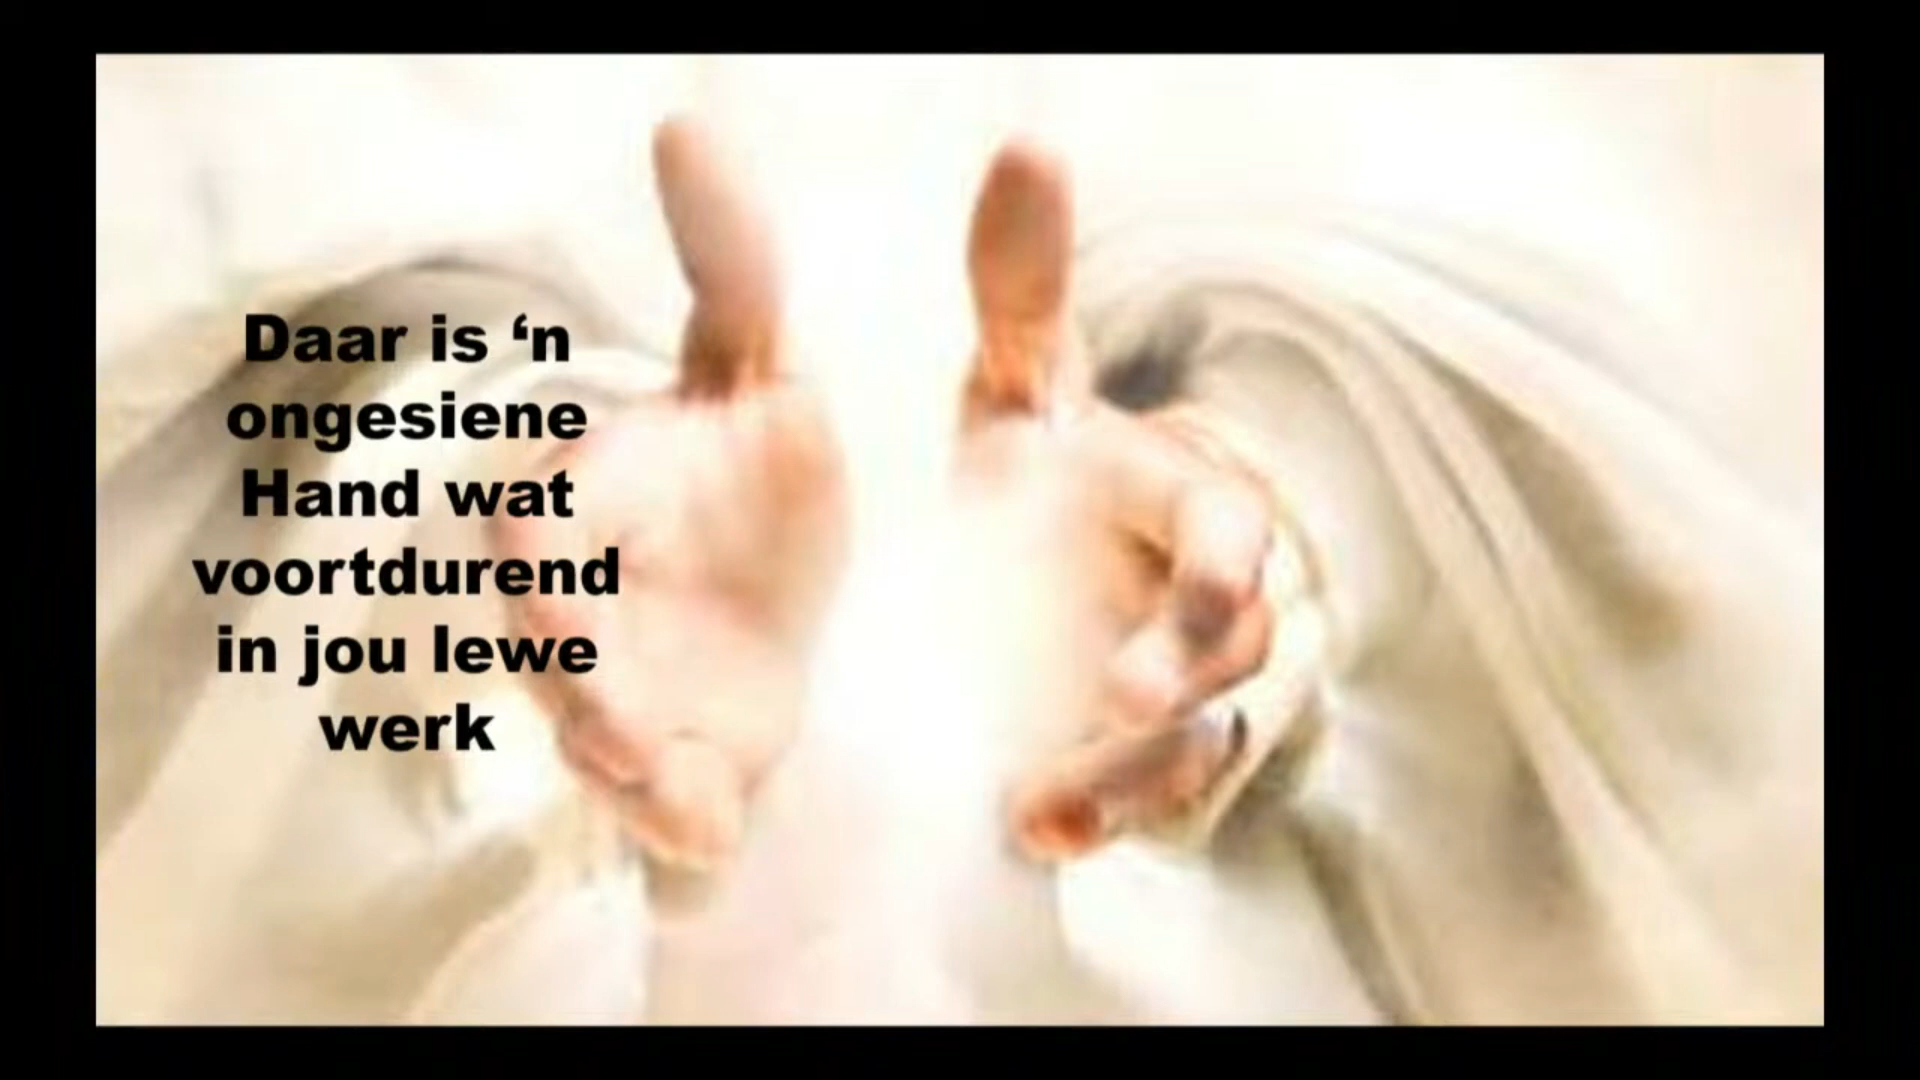 Daar is ‘n
ongesiene
Hand wat
voortdurend
in jou lewe
werk